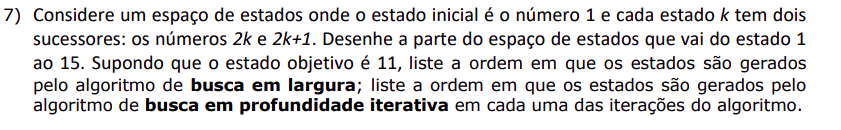 7) Considere um espaço de estados onde o estado inicial é o número 1 e cada estado k tem dois
sucessores: os números 2k e 2k+1. Desenhe a parte do espaço de estados que vai do estado 1
ao 15. Supondo que o estado objetivo é 11, liste a ordem em que os estados são gerados
pelo algoritmo de busca em largura; liste a ordem em que os estados são gerados pelo
algoritmo de busca em profundidade iterativa em cada uma das iterações do algoritmo.